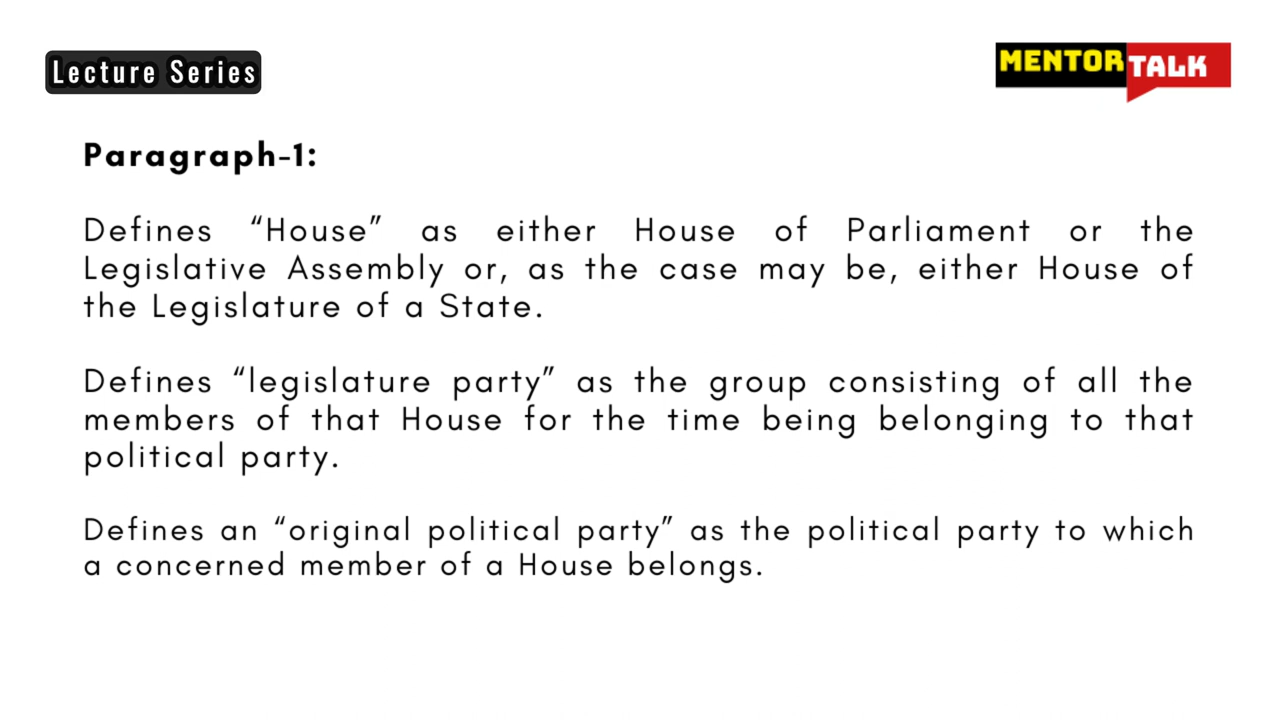 Lecture Series
MENTOR TALK
Paragraph-1:
Defines “House” as either House of Parliament or the
Legislative Assembly or, as the case may be, either House of
the Legislature of a State.
Defines “legislature party” as the group consisting of all the
members of that House for the time being belonging to that
political party.
Defines an “original political party” as the political party to which
a concerned member of a House belongs.